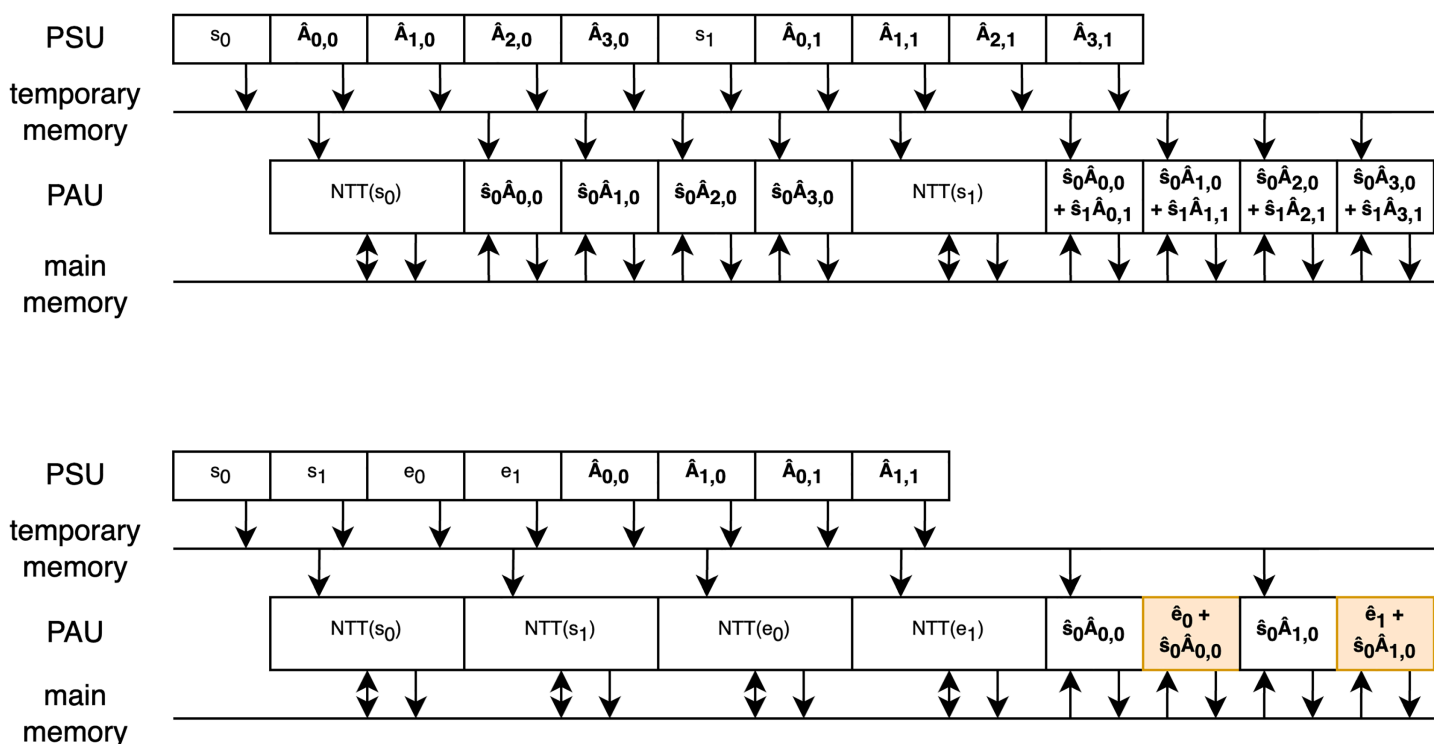 PSU s₀ Â₀,₀ Â₁,₀ Â₂,₀ Â₃,₀ s₁ Â₀,₁ Â₁,₁ Â₂,₁ Â₃,₁
temporary
memory
PAU NTT(s₀) ŝ₀Â₀,₀ ŝ₀Â₁,₀ ŝ₀Â₂,₀ ŝ₀Â₃,₀ NTT(s₁) ŝ₀Â₀,₀ ŝ₀Â₁,₀ ŝ₀Â₂,₀ ŝ₀Â₃,₀
+ ŝ₁Â₀,₁ + ŝ₁Â₁,₁ + ŝ₁Â₂,₁ + ŝ₁Â₃,₁
main
memory
PSU s₀ s₁ e₀ e₁ Â₀,₀ Â₁,₀ Â₀,₁ Â₁,₁
temporary
memory
PAU NTT(s₀) NTT(s₁) NTT(e₀) NTT(e₁) ŝ₀Â₀,₀ ê₀ + ŝ₀Â₁,₀ ê₁ +
ŝ₀Â₀,₀ ŝ₀Â₁,₀
main
memory